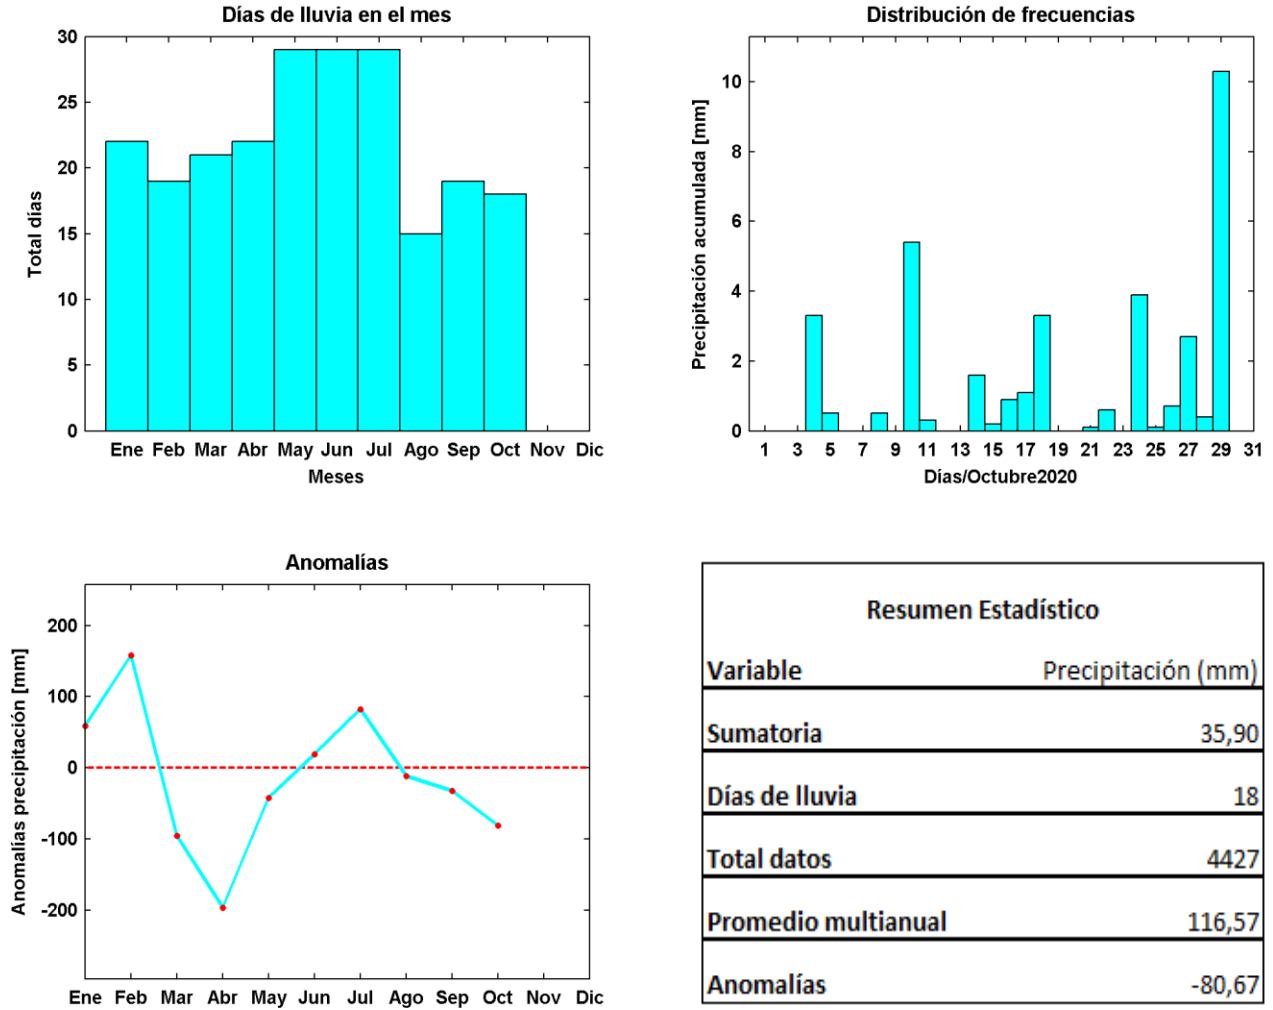 Días de lluvia en el mes
30
25
20
15
10
5
0
Total días
Ene Feb Mar Abr May Jun Jul Ago Sep Oct Nov Dic
Meses
Distribución de frecuencias
10
8
6
4
2
0
Precipitación acumulada [mm]
1 3 5 7 9 11 13 15 17 19 21 23 25 27 29 31
Días/Octubre2020
Anomalías
200
100
0
-100
-200
Anomalías precipitación [mm]
Ene Feb Mar Abr May Jun Jul Ago Sep Oct Nov Dic
Resumen Estadístico
Variable Precipitación (mm)
Sumatoria 35,90
Días de lluvia 18
Total datos 4427
Promedio multianual 116,57
Anomalías -80,67